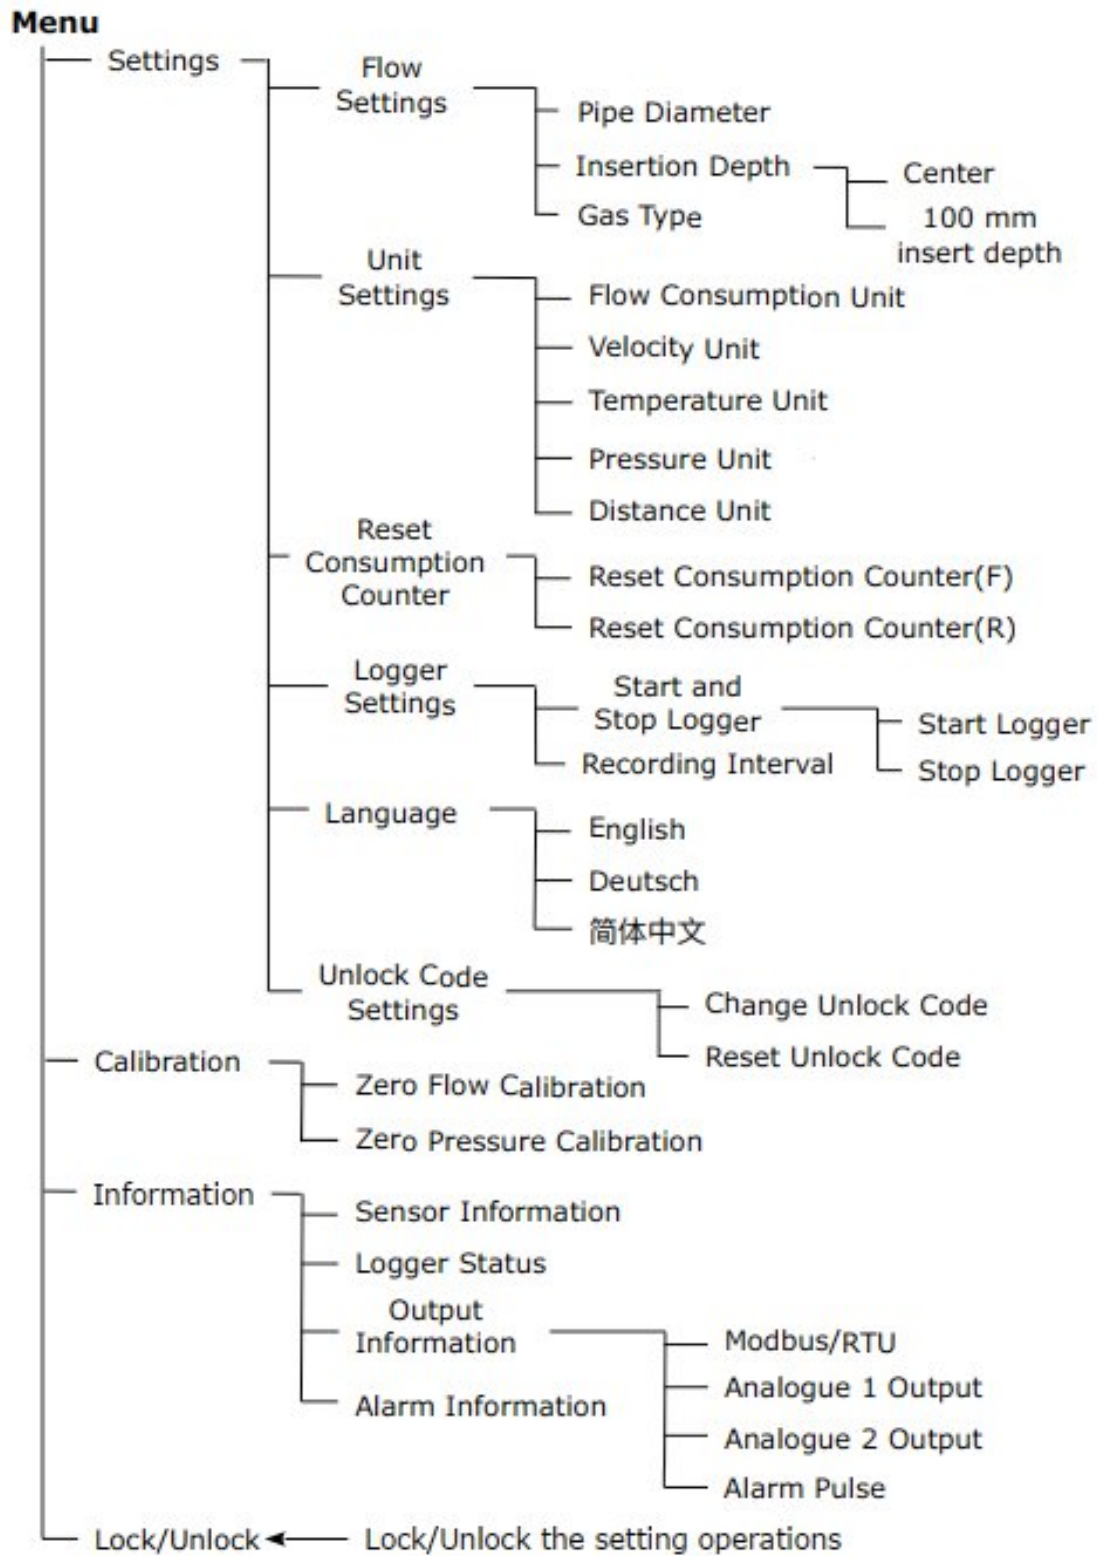 Menu
Settings
Flow
Settings
Pipe Diameter
Insertion Depth
Center
100 mm
insert depth
Gas Type
Unit
Settings
Flow Consumption Unit
Velocity Unit
Temperature Unit
Pressure Unit
Distance Unit
Reset
Consumption
Counter
Reset Consumption Counter(F)
Reset Consumption Counter(R)
Logger
Settings
Start and
Stop Logger
Start Logger
Stop Logger
Recording Interval
Language
English
Deutsch
简体中文
Unlock Code
Settings
Change Unlock Code
Reset Unlock Code
Calibration
Zero Flow Calibration
Zero Pressure Calibration
Information
Sensor Information
Logger Status
Output
Information
Modbus/RTU
Analogue 1 Output
Analogue 2 Output
Alarm Pulse
Alarm Information
Lock/Unlock
Lock/Unlock the setting operations